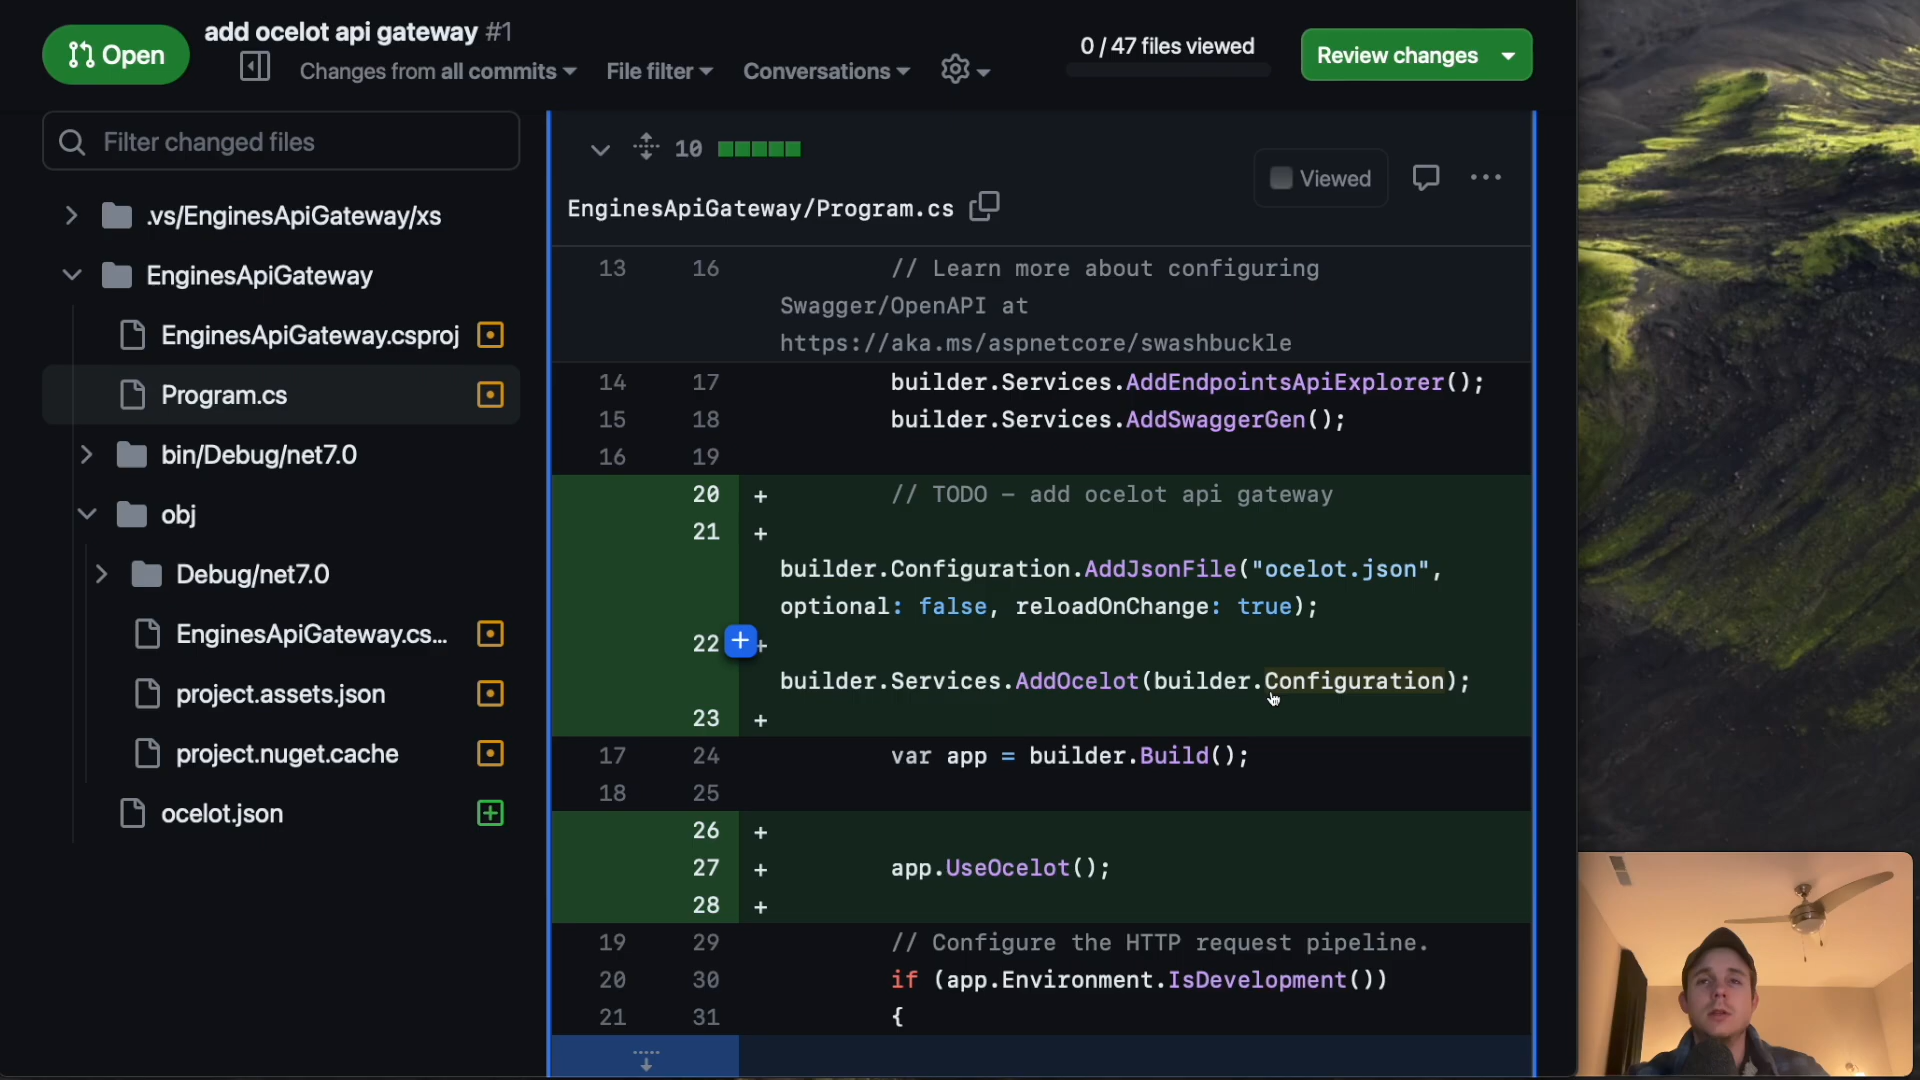 Open
add ocelot api gateway #1
Changes from all commits
File filter
Conversations
0 / 47 files viewed
Review changes
Filter changed files
.vs/EnginesApiGateway/xs
EnginesApiGateway
EnginesApiGateway.csproj
Program.cs
bin/Debug/net7.0
obj
Debug/net7.0
EnginesApiGateway.cs...
project.assets.json
project.nuget.cache
ocelot.json
10
Viewed
EnginesApiGateway/Program.cs
13 16 // Learn more about configuring
Swagger/OpenAPI at
https://aka.ms/aspnetcore/swashbuckle
14 17 builder.Services.AddEndpointsApiExplorer();
15 18 builder.Services.AddSwaggerGen();
16 19
20 + // TODO – add ocelot api gateway
21 +
builder.Configuration.AddJsonFile("ocelot.json",
optional: false, reloadOnChange: true);
22 +
builder.Services.AddOcelot(builder.Configuration);
23 +
17 24 var app = builder.Build();
18 25
26 +
27 + app.UseOcelot();
28 +
19 29 // Configure the HTTP request pipeline.
20 30 if (app.Environment.IsDevelopment())
21 31 {